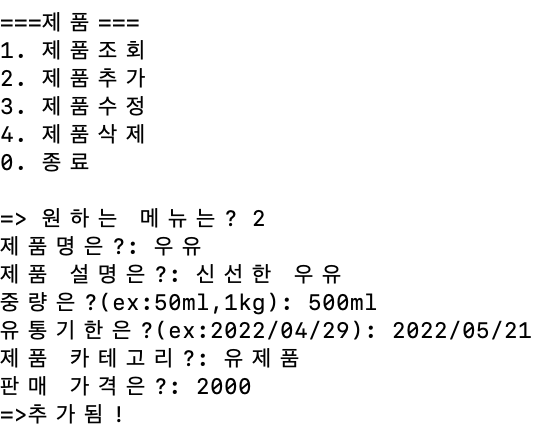 ===제품===
1. 제품조회
2. 제품추가
3. 제품수정
4. 제품삭제
0. 종료
=> 원하는 메뉴는? 2
제품명은?: 우유
제품 설명은?: 신선한 우유
중량은?(ex:50ml,1kg): 500ml
유통기한은?(ex:2022/04/29): 2022/05/21
제품 카테고리?: 유제품
판매 가격은?: 2000
=>추가됨!